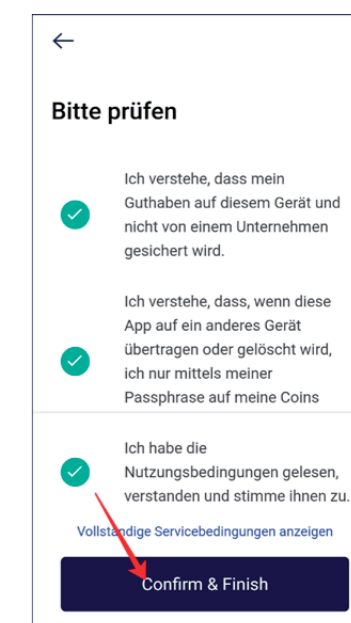 Bitte prüfen
Ich verstehe, dass mein
Guthaben auf diesem Gerät und
nicht von einem Unternehmen
gesichert wird.
Ich verstehe, dass, wenn diese
App auf ein anderes Gerät
übertragen oder gelöscht wird,
ich nur mittels meiner
Passphrase auf meine Coins
Ich habe die
Nutzungsbedingungen gelesen,
verstanden und stimme ihnen zu.
Vollständige Servicebedingungen anzeigen
Confirm & Finish